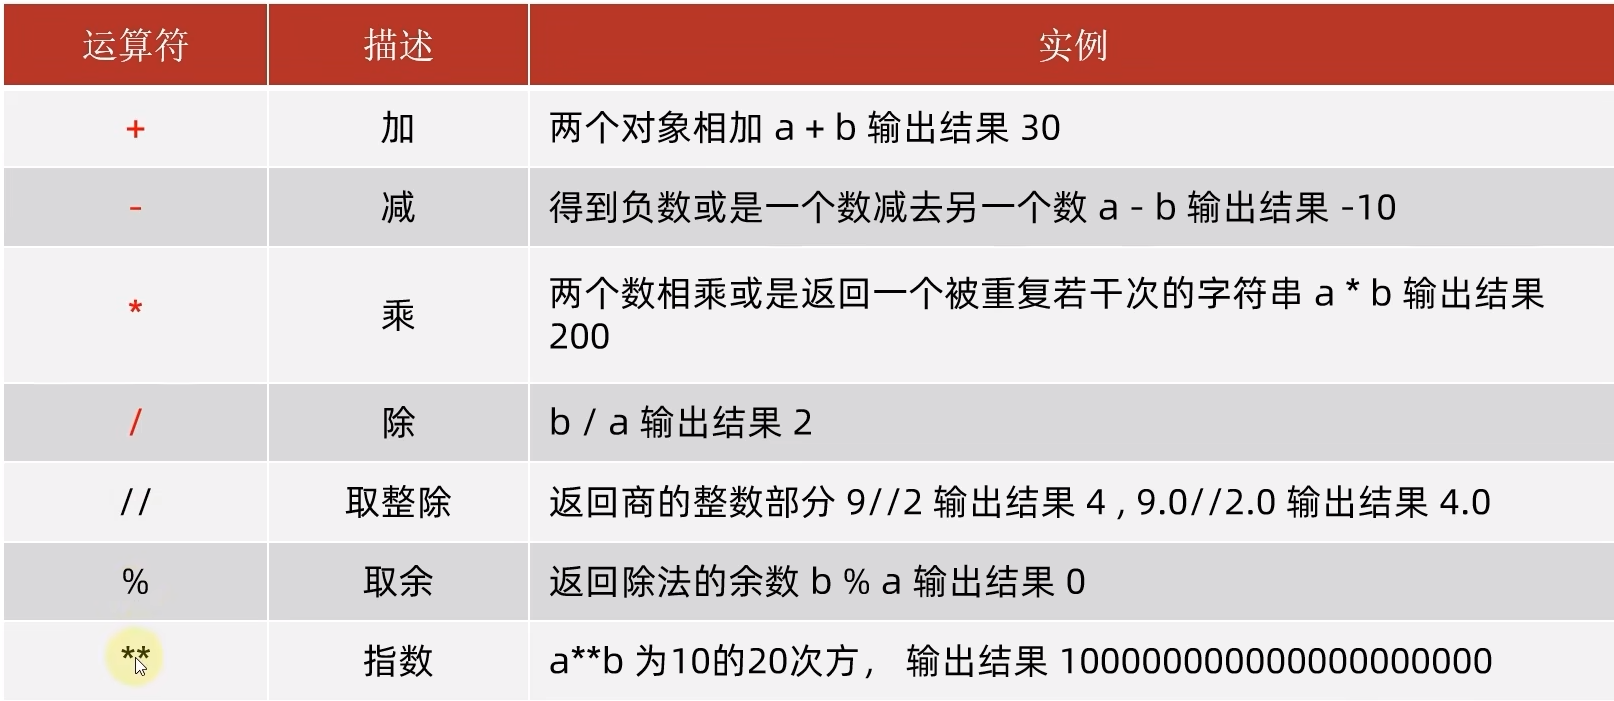 运算符 描述 实例
+ 加 两个对象相加 a + b 输出结果 30
- 减 得到负数或是一个数减去另一个数 a - b 输出结果 -10
* 乘 两个数相乘或是返回一个被重复若干次的字符串 a * b 输出结果
200
/ 除 b / a 输出结果 2
// 取整除 返回商的整数部分 9//2 输出结果 4 , 9.0//2.0 输出结果 4.0
% 取余 返回除法的余数 b % a 输出结果 0
** 指数 a**b 为10的20次方， 输出结果 100000000000000000000